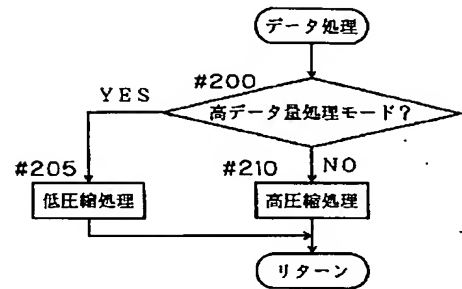 データ処理
#200
YES
高データ量処理モード?
#205
#210
NO
低圧縮処理
高圧縮処理
リターン